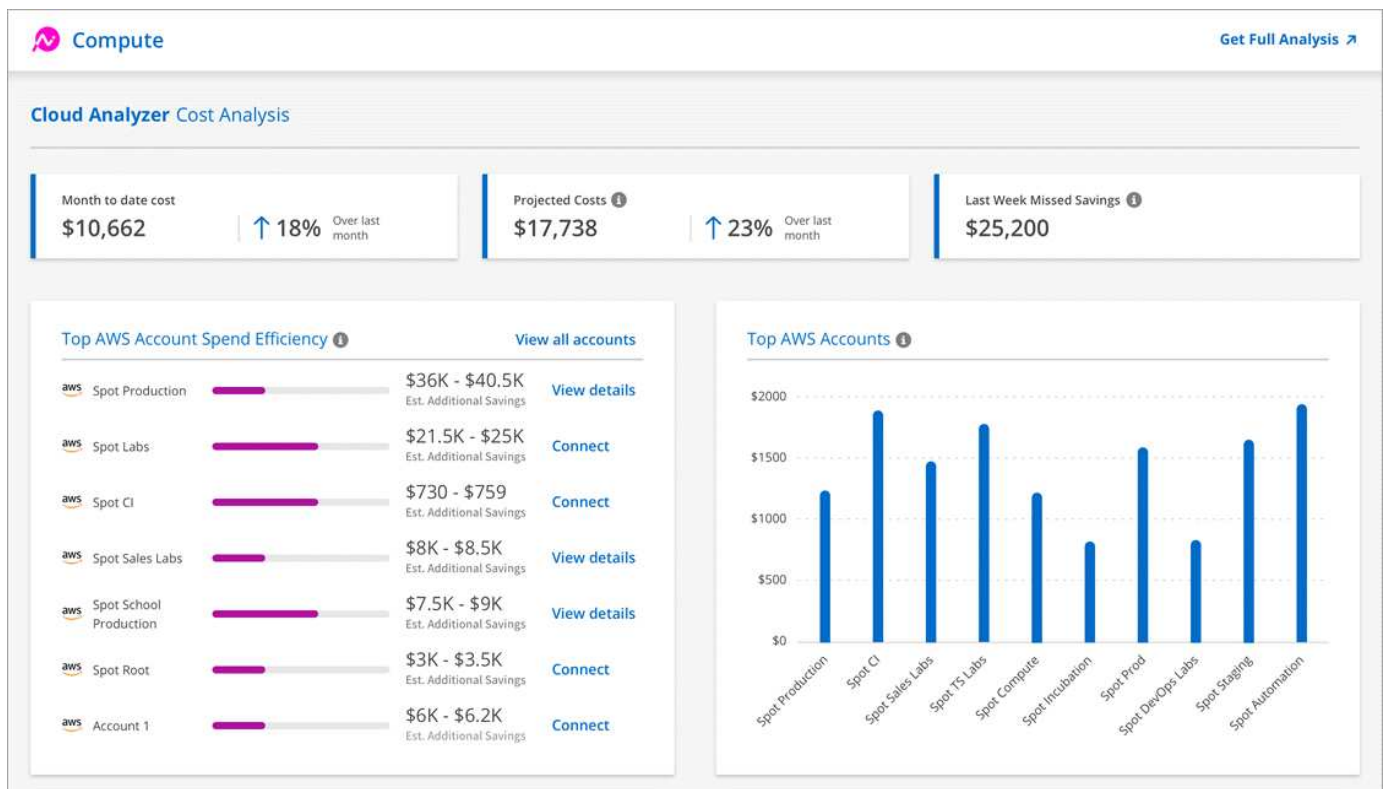 Compute
Get Full Analysis ↗
Cloud Analyzer Cost Analysis
Month to date cost
$10,662
↑ 18%
Over last
month
Projected Costs
$17,738
↑ 23%
Over last
month
Last Week Missed Savings
$25,200
Top AWS Account Spend Efficiency
View all accounts
aws Spot Production
$36K - $40.5K
Est. Additional Savings
View details
aws Spot Labs
$21.5K - $25K
Est. Additional Savings
Connect
aws Spot CI
$730 - $759
Est. Additional Savings
Connect
aws Spot Sales Labs
$8K - $8.5K
Est. Additional Savings
View details
aws Spot School
Production
$7.5K - $9K
Est. Additional Savings
View details
aws Spot Root
$3K - $3.5K
Est. Additional Savings
Connect
aws Account 1
$6K - $6.2K
Est. Additional Savings
Connect
Top AWS Accounts
$2000
$1500
$1000
$500
$0
Spot Production
Spot CI
Spot Sales Labs
Spot TS Labs
Spot Compute
Spot Incubation
Spot Prod
Spot DevOps Labs
Spot Staging
Spot Automation